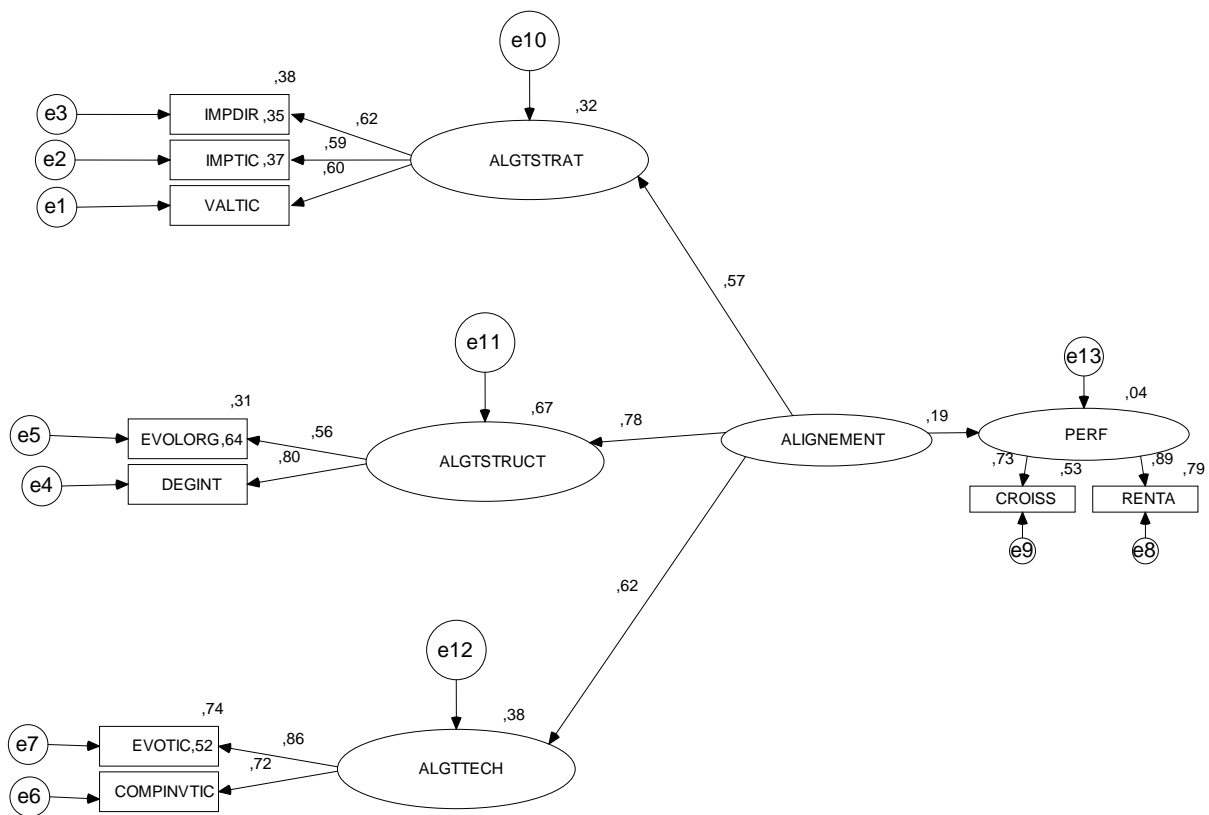 e10
,38
e3
IMPDIR ,35
,62
,32
e2
IMPTIC ,37
,59
ALGTSTRAT
,60
e1
VALTIC
,57
e11
e13
,31
,67
,04
e5
EVOLORG,64
,56
,78
ALIGNEMENT
,19
PERF
ALGTSTRUCT
,80
e4
DEGINT
,73
,53
,89
,79
CROISS
RENTA
e9
e8
,62
e12
,74
,38
e7
EVOTIC,52
,86
ALGTTECH
,72
e6
COMPINVTIC